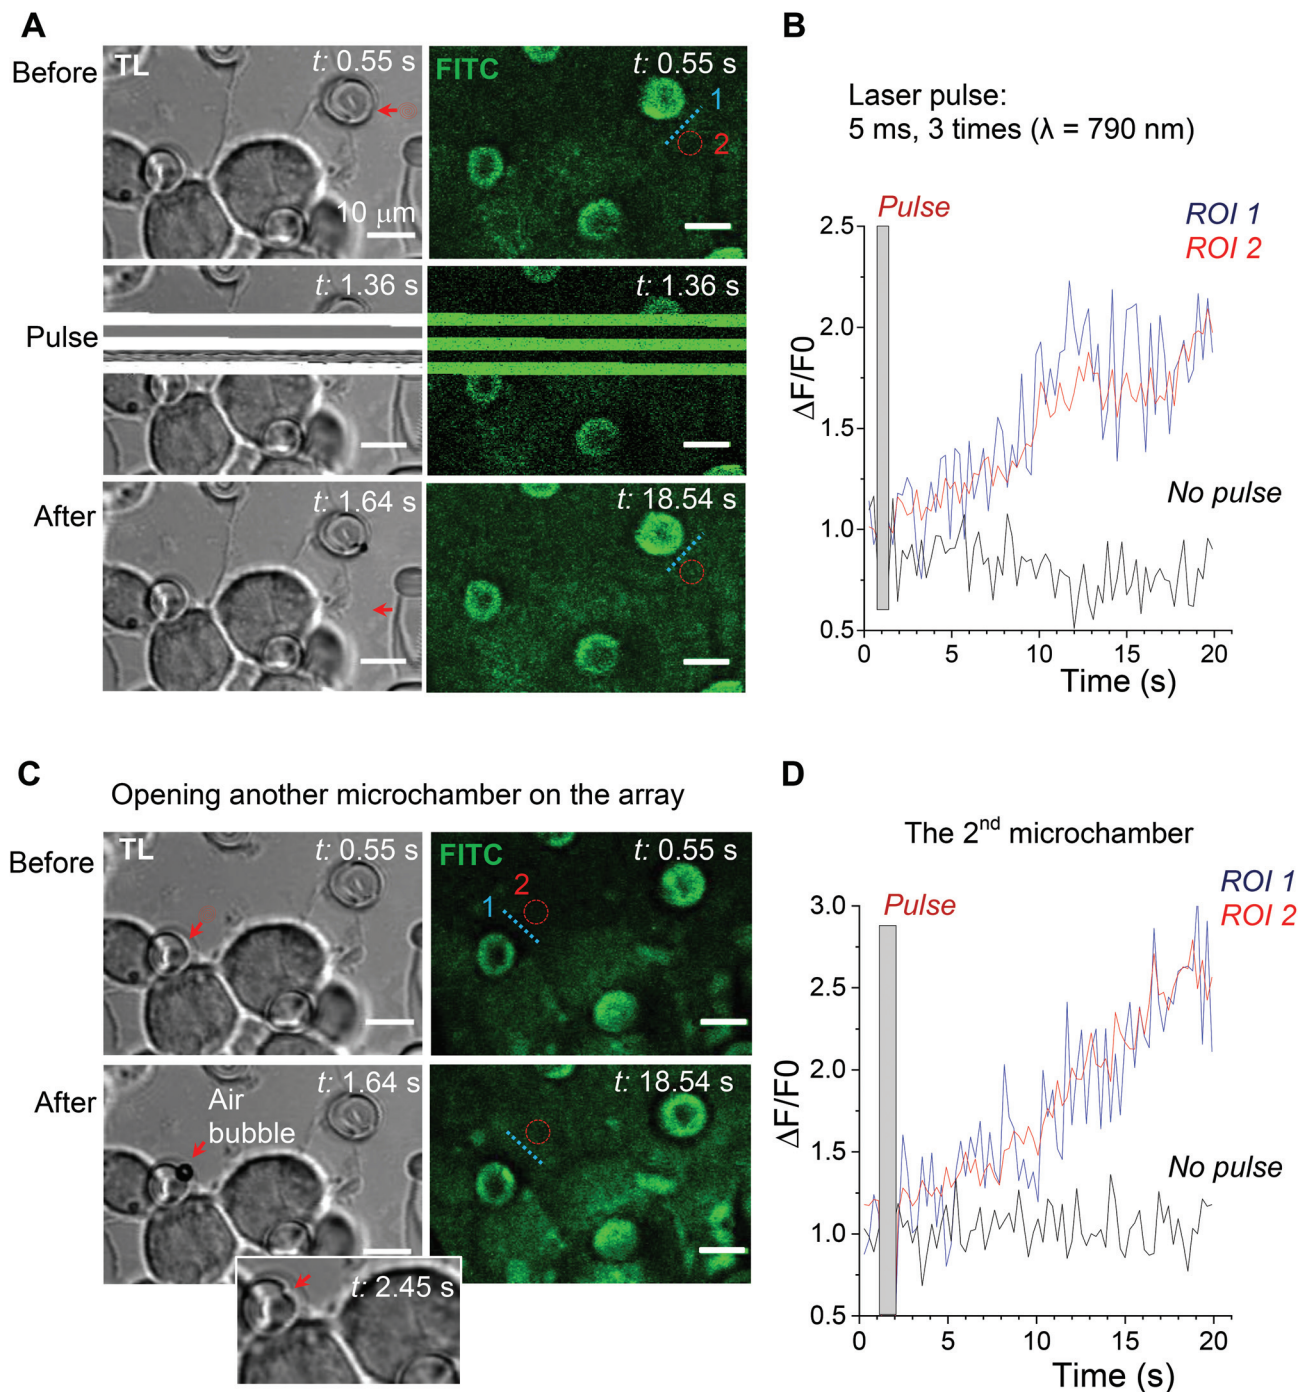 A
Before
TL
t: 0.55 s
10 μm
FITC
t: 0.55 s
1
2
Pulse
t: 1.36 s
t: 1.36 s
After
t: 1.64 s
t: 18.54 s
B
Laser pulse:
5 ms, 3 times (λ = 790 nm)
Pulse
ROI 1
ROI 2
No pulse
ΔF/F0
2.5
2.0
1.5
1.0
0.5
0 5 10 15 20
Time (s)
C
Opening another microchamber on the array
Before
TL
t: 0.55 s
FITC
t: 0.55 s
2
1
After
t: 1.64 s
Air
bubble
t: 18.54 s
t: 2.45 s
D
The 2nd microchamber
Pulse
ROI 1
ROI 2
No pulse
ΔF/F0
3.0
2.5
2.0
1.5
1.0
0.5
0 5 10 15 20
Time (s)